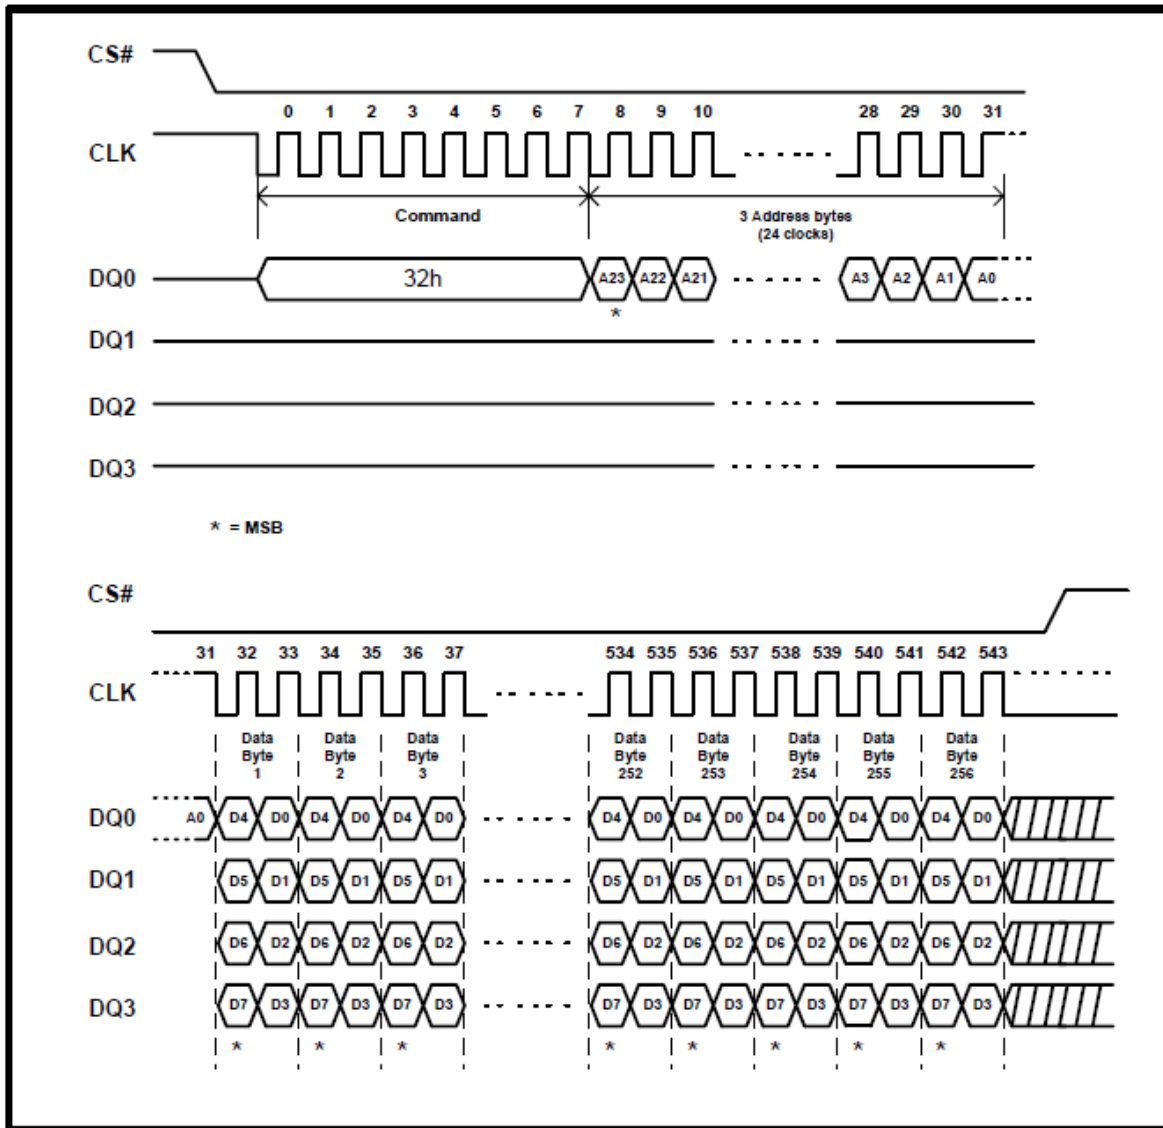 CS#
0 1 2 3 4 5 6 7 8 9 10 28 29 30 31
CLK
Command
3 Address bytes
(24 clocks)
DQ0 32h A23 A22 A21 A3 A2 A1 A0
*
DQ1
DQ2
DQ3
* = MSB
CS#
31 32 33 34 35 36 37 534 535 536 537 538 539 540 541 542 543
CLK
Data Data Data Data Data Data Data Data
Byte Byte Byte Byte Byte Byte Byte Byte
1 2 3 252 253 254 255 256
DQ0 A0 D4 D0 D4 D0 D4 D0 D4 D0 D4 D0 D4 D0 D4 D0 D4 D0
DQ1 D5 D1 D5 D1 D5 D1 D5 D1 D5 D1 D5 D1 D5 D1 D5 D1
DQ2 D6 D2 D6 D2 D6 D2 D6 D2 D6 D2 D6 D2 D6 D2 D6 D2
DQ3 D7 D3 D7 D3 D7 D3 D7 D3 D7 D3 D7 D3 D7 D3 D7 D3
* * * * * * * *